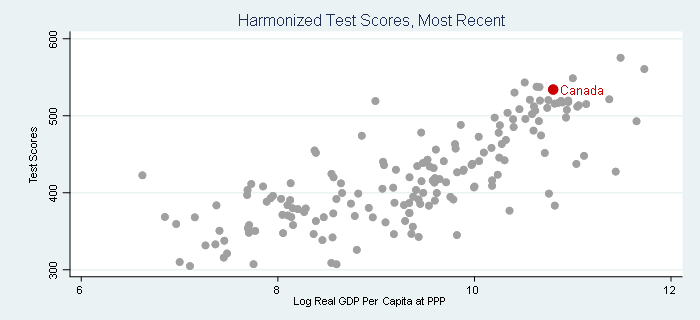 Harmonized Test Scores, Most Recent
Test Scores
600
500
400
300
Canada
6
8
10
12
Log Real GDP Per Capita at PPP